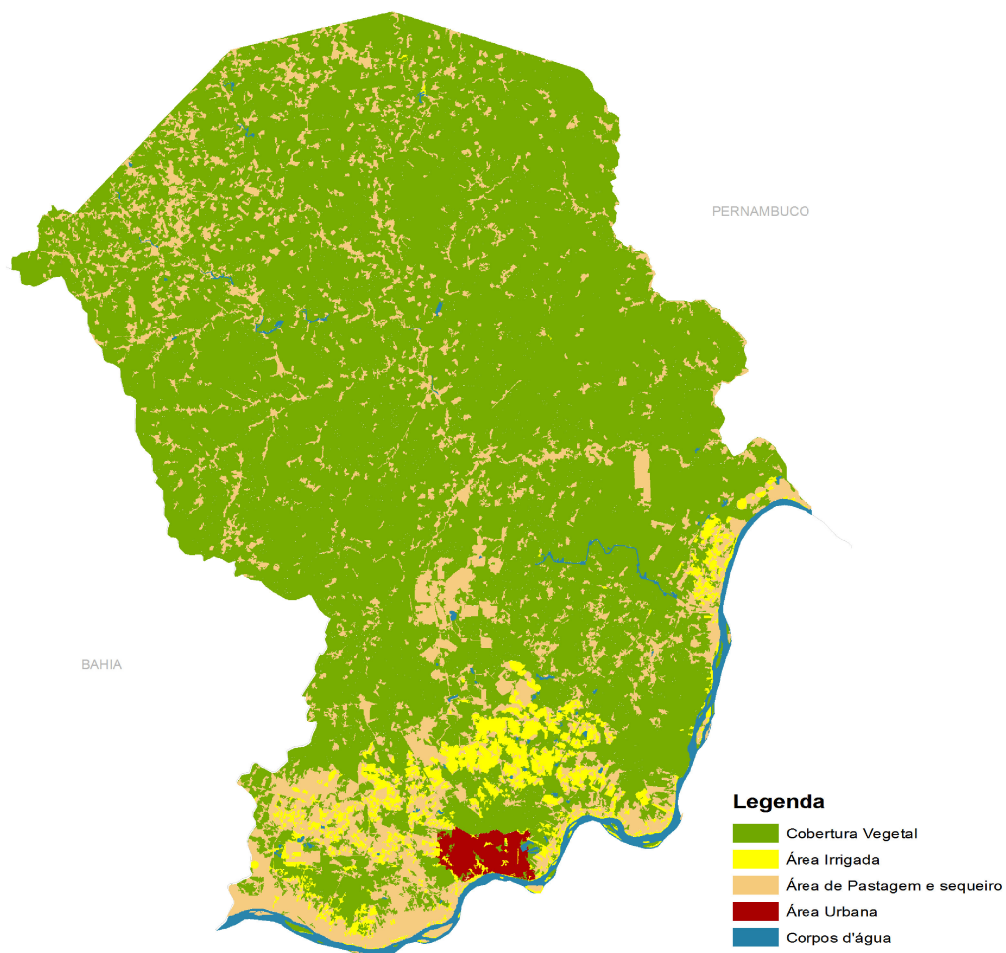 PERNAMBUCO
BAHIA
Legenda
Cobertura Vegetal
Área Irrigada
Área de Pastagem e sequeiro
Área Urbana
Corpos d'água